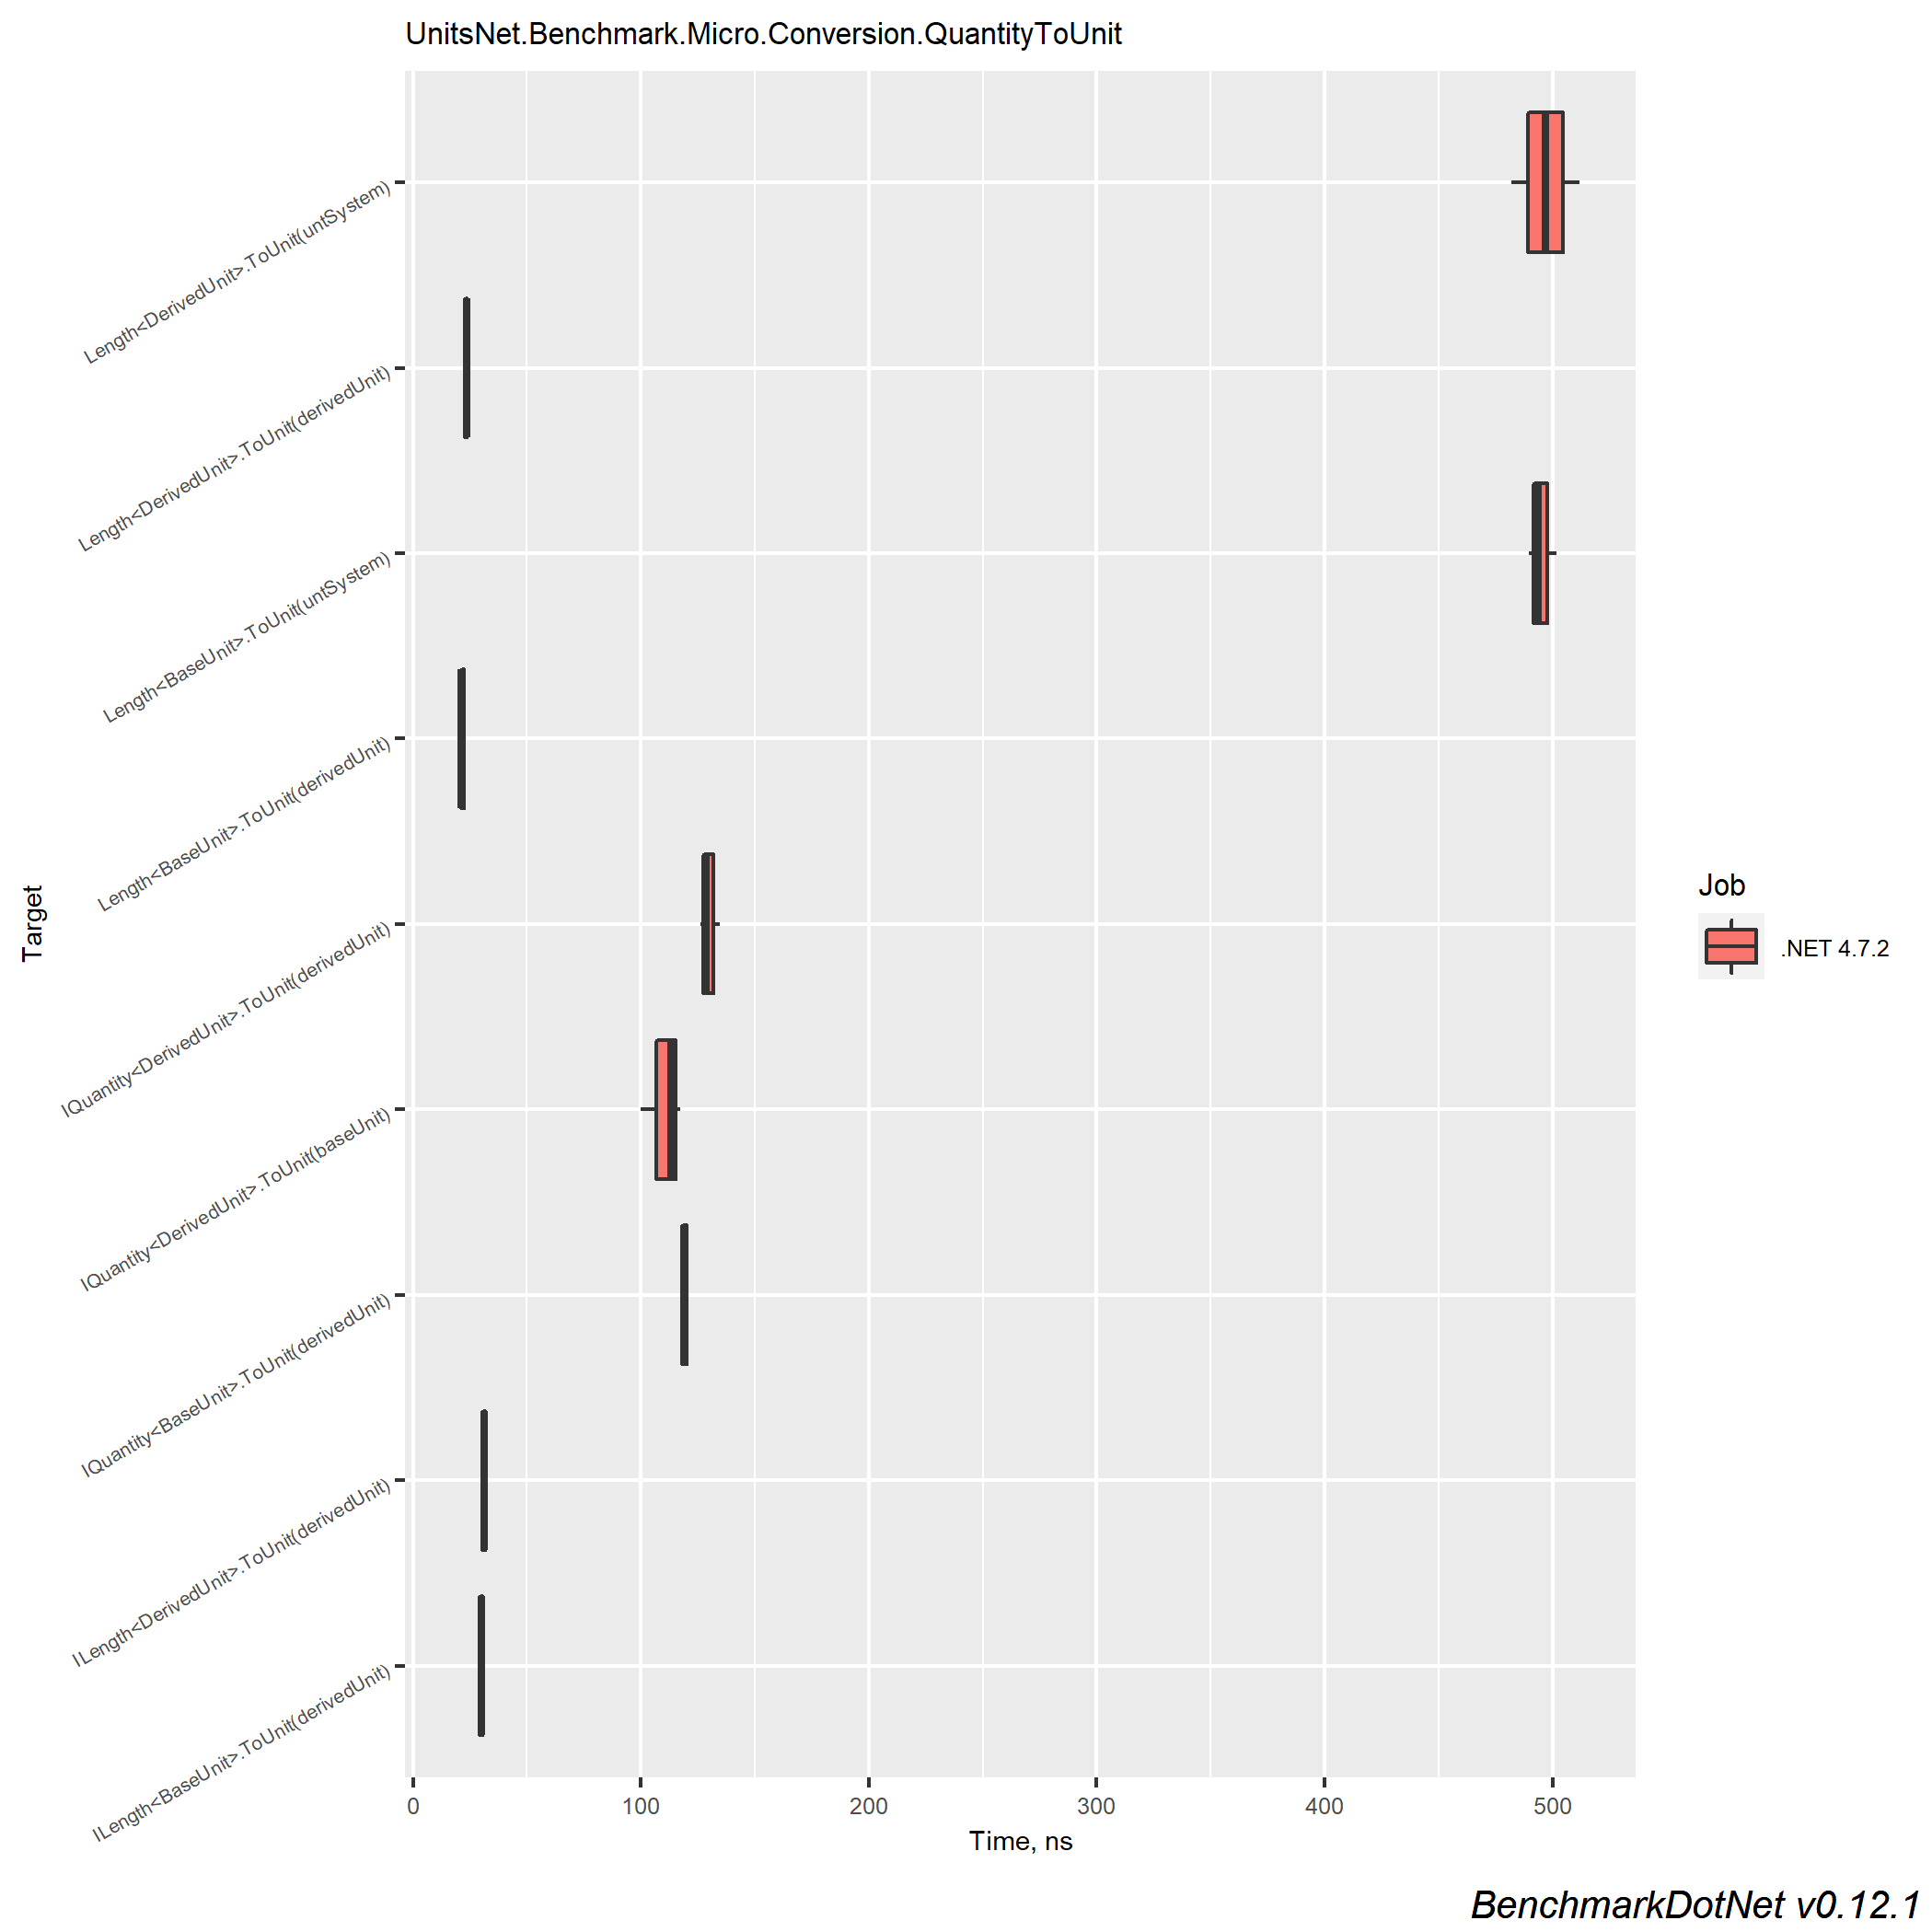 UnitsNet.Benchmark.Micro.Conversion.QuantityToUnit
Length<DerivedUnit>.ToUnit(untSystem)
Length<DerivedUnit>.ToUnit(derivedUnit)
Length<BaseUnit>.ToUnit(untSystem)
Length<BaseUnit>.ToUnit(derivedUnit)
IQuantity<DerivedUnit>.ToUnit(derivedUnit)
IQuantity<DerivedUnit>.ToUnit(baseUnit)
IQuantity<BaseUnit>.ToUnit(derivedUnit)
ILength<DerivedUnit>.ToUnit(derivedUnit)
ILength<BaseUnit>.ToUnit(derivedUnit)
Target
0 100 200 300 400 500
Time, ns
Job
.NET 4.7.2
BenchmarkDotNet v0.12.1